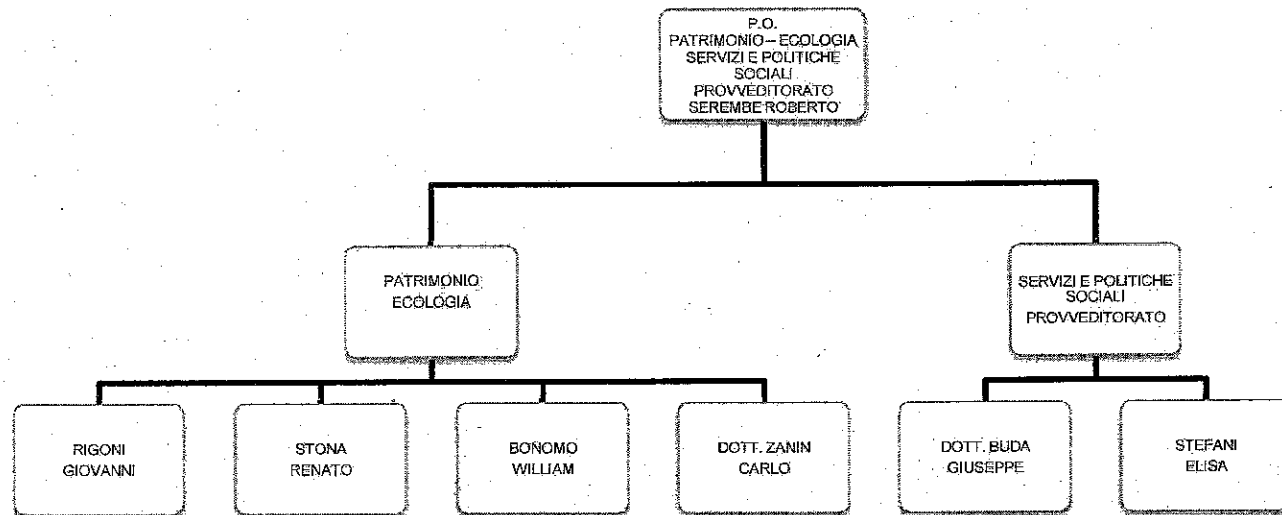 P.O.
PATRIMONIO – ECOLOGIA
SERVIZI E POLITICHE
SOCIALI
PROVVEDITORATO
SEREMBE ROBERTO
PATRIMONIO
ECOLOGIA
SERVIZI E POLITICHE
SOCIALI
PROVVEDITORATO
RIGONI
GIOVANNI
STONA
RENATO
BONOMO
WILLIAM
DOTT. ZANIN
CARLO
DOTT. BUDA
GIUSEPPE
STEFANI
ELISA